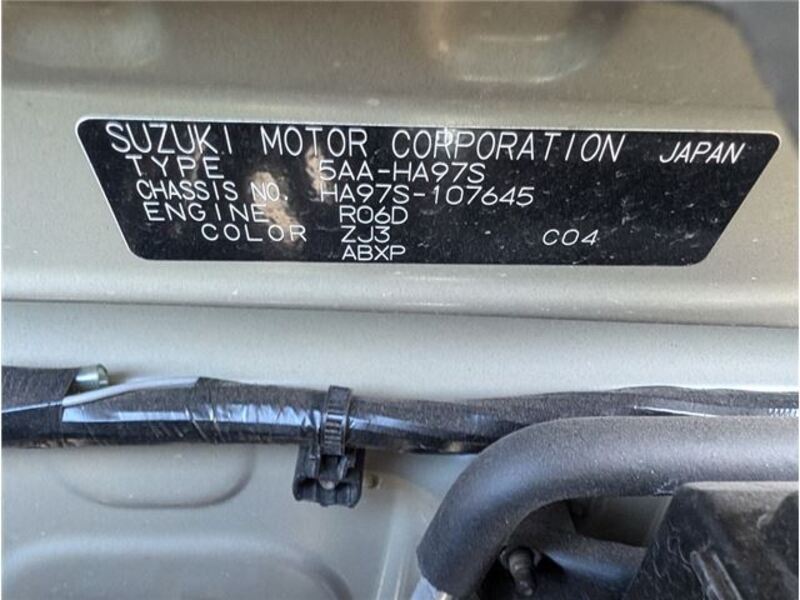 SUZUKI MOTOR CORPORATION JAPAN
TYPE 5AA-HA97S
CHASSIS NO. HA97S-107645
ENGINE R06D
COLOR ZJ3 C04
ABXP